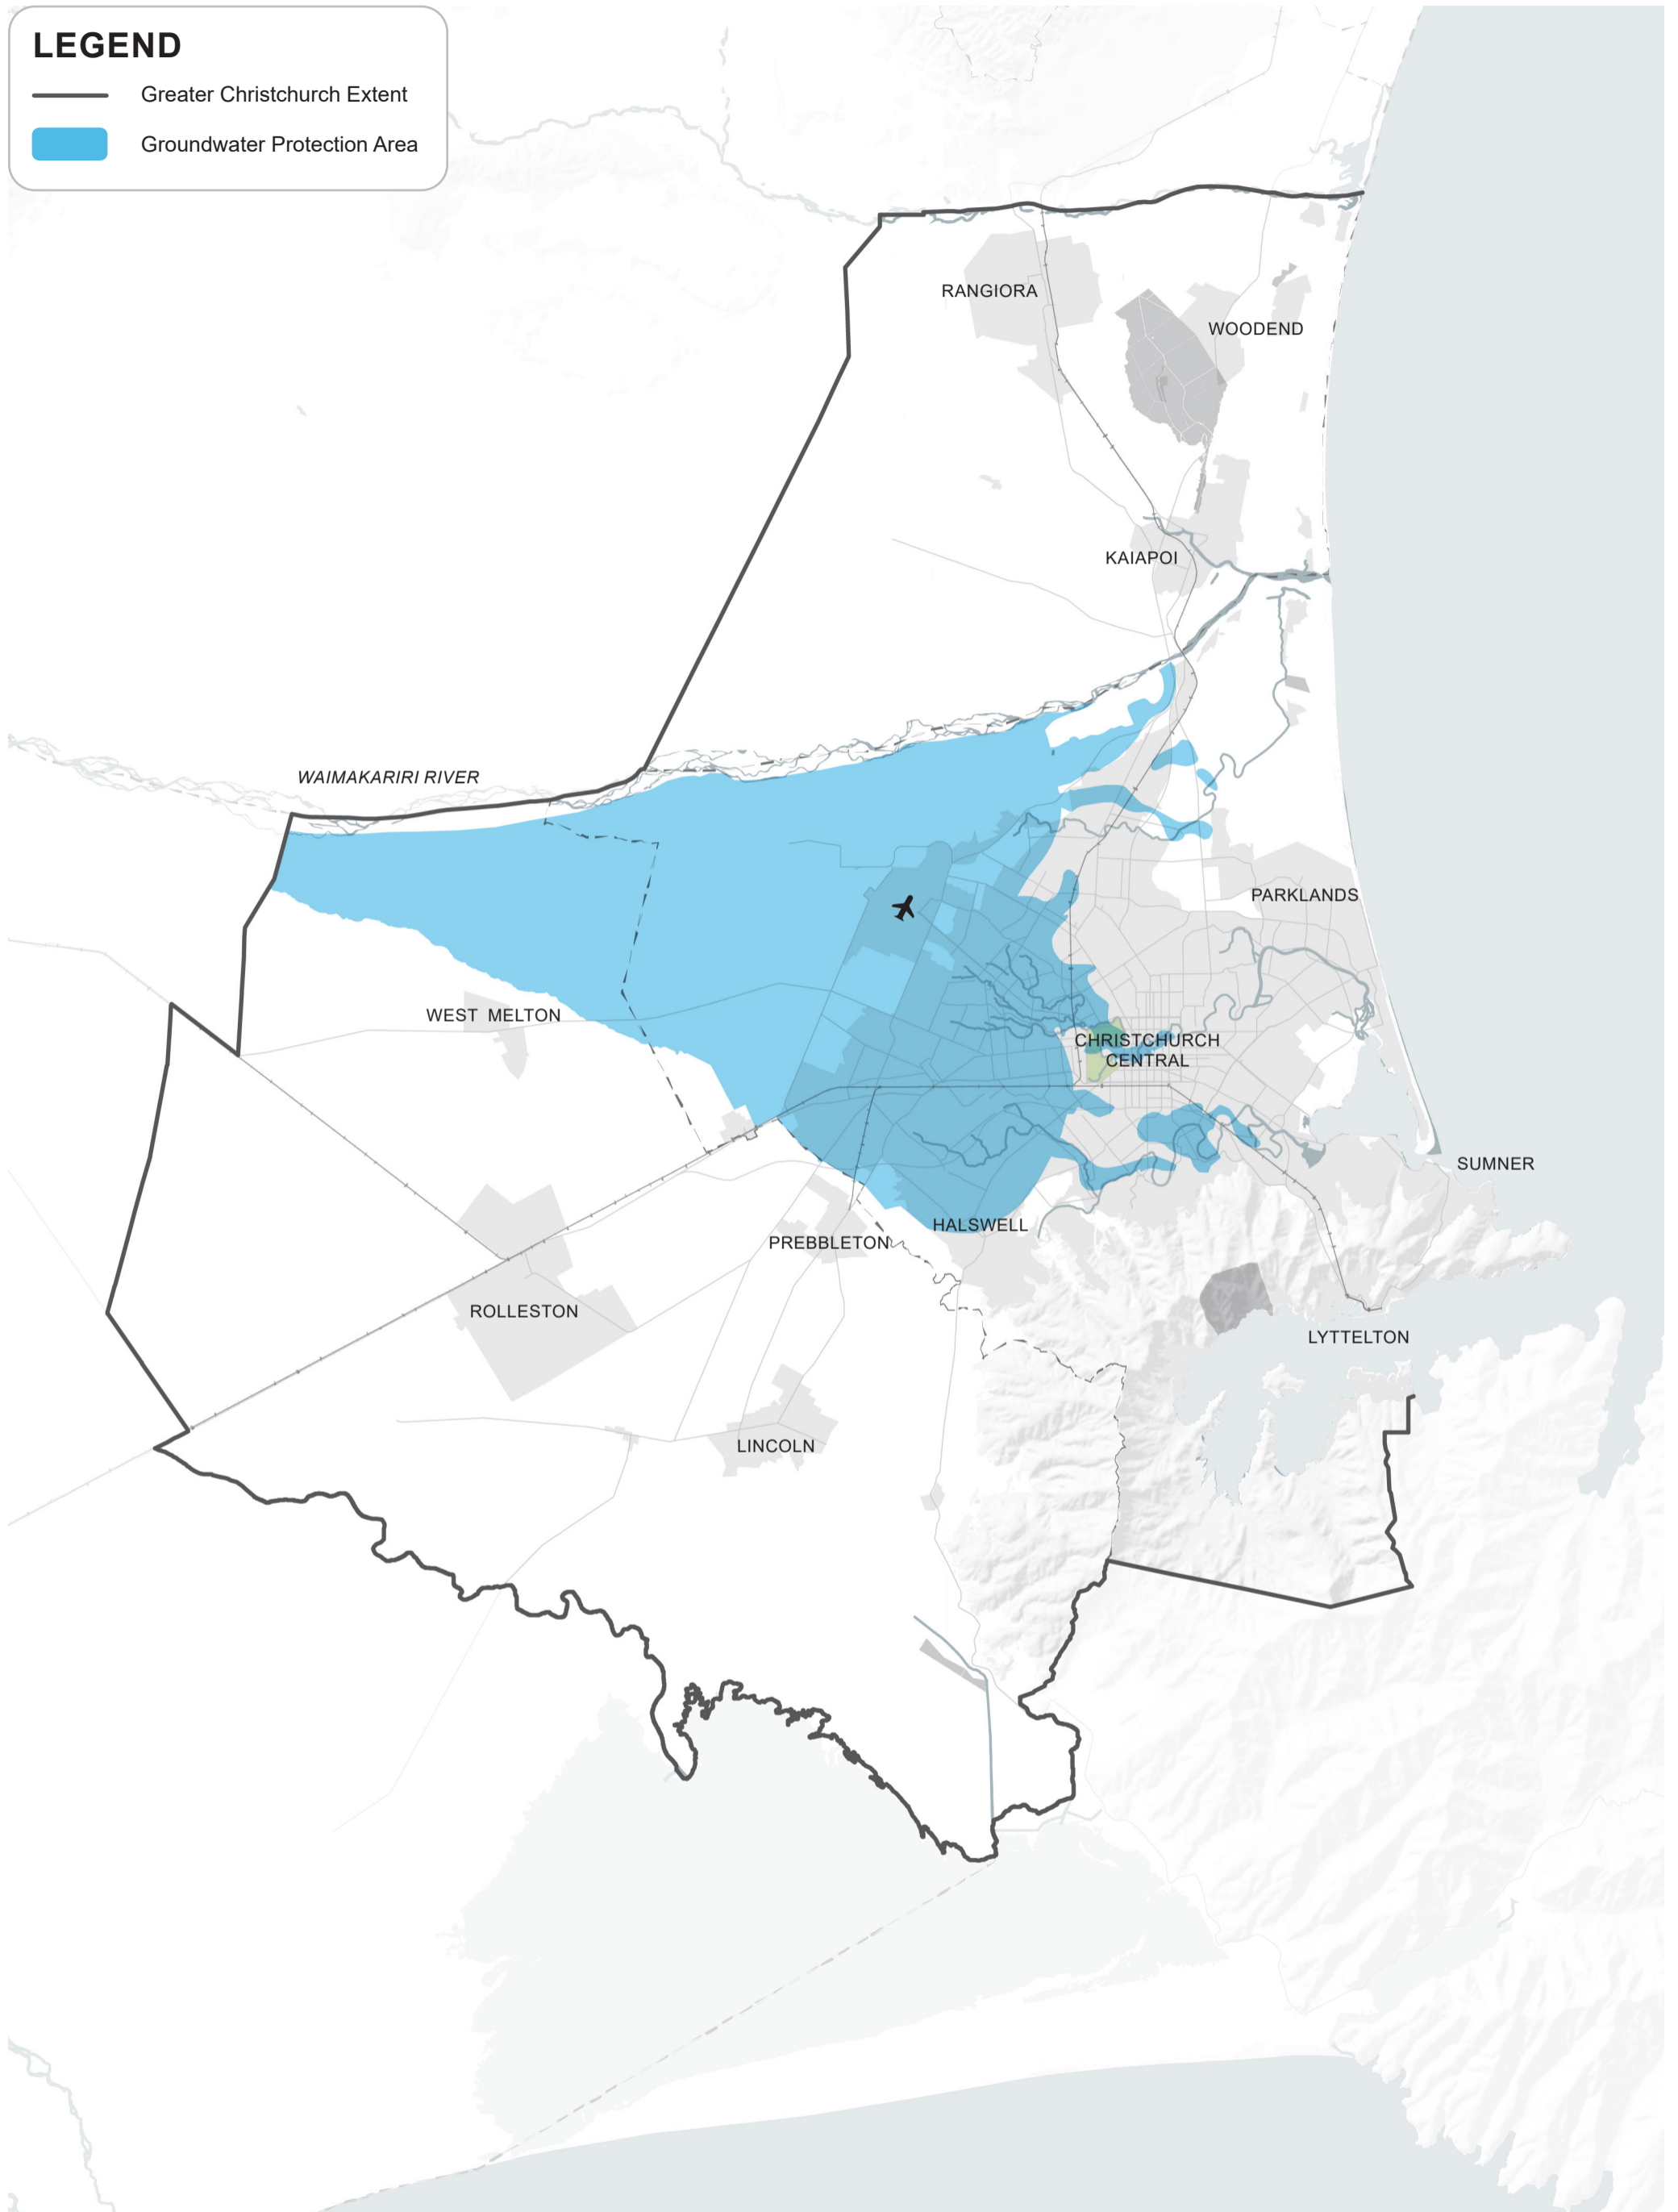 LEGEND
Greater Christchurch Extent
Groundwater Protection Area
RANGIORA
WOODEND
KAIAPOI
WAIMAKARIRI RIVER
PARKLANDS
WEST MELTON
CHRISTCHURCH
CENTRAL
SUMNER
HALSWELL
PREBBLETON
ROLLESTON
LYTTELTON
LINCOLN